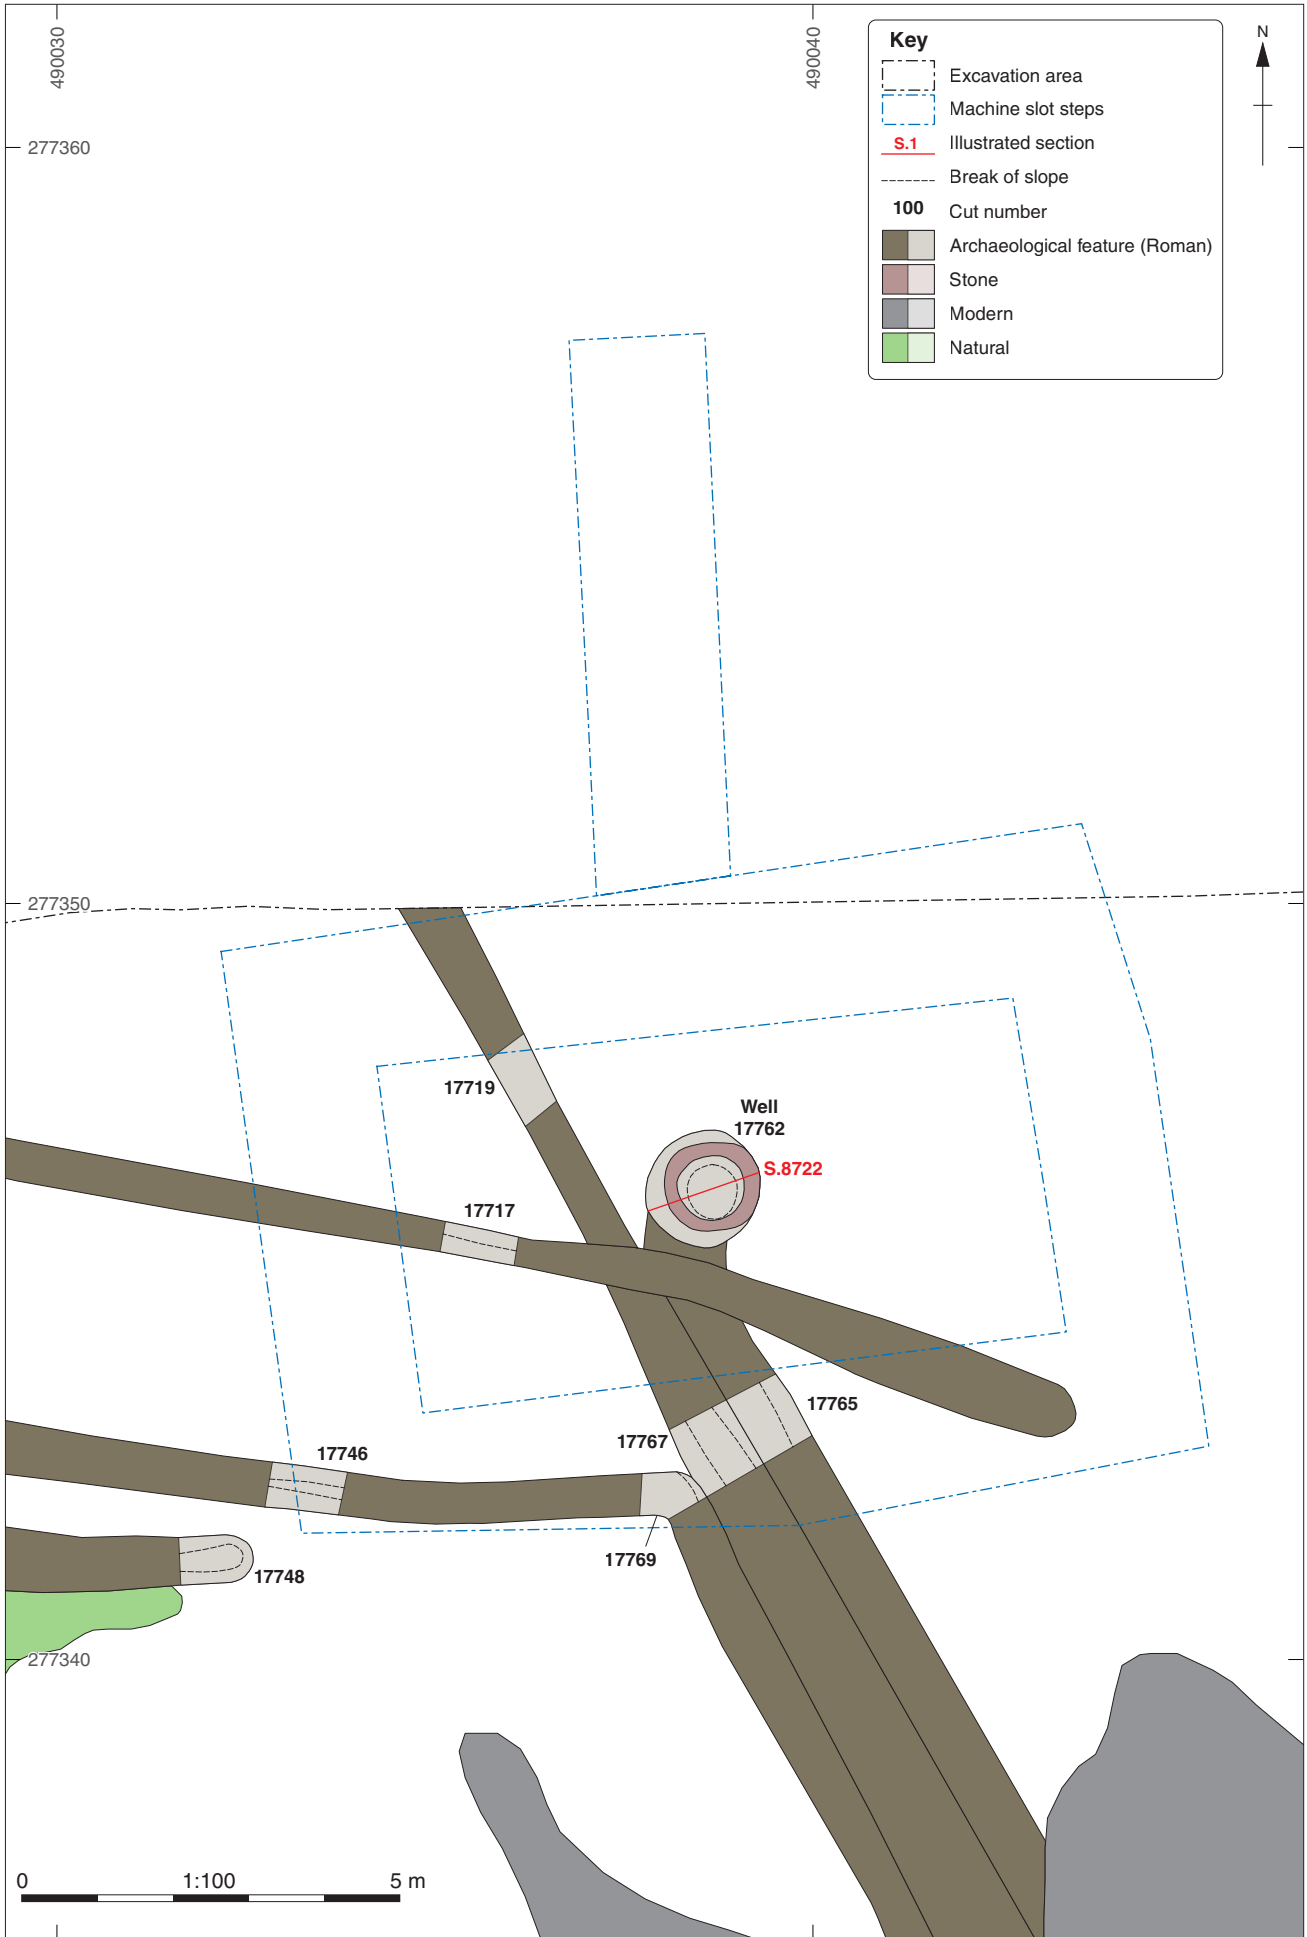 490030
490040
Key
N
Excavation area
Machine slot steps
S.1 Illustrated section
Break of slope
100 Cut number
Archaeological feature (Roman)
Stone
Modern
Natural
277360
277350
17719
Well
17762
S.8722
17717
17765
17767
17746
17769
17748
277340
0 1:100 5 m